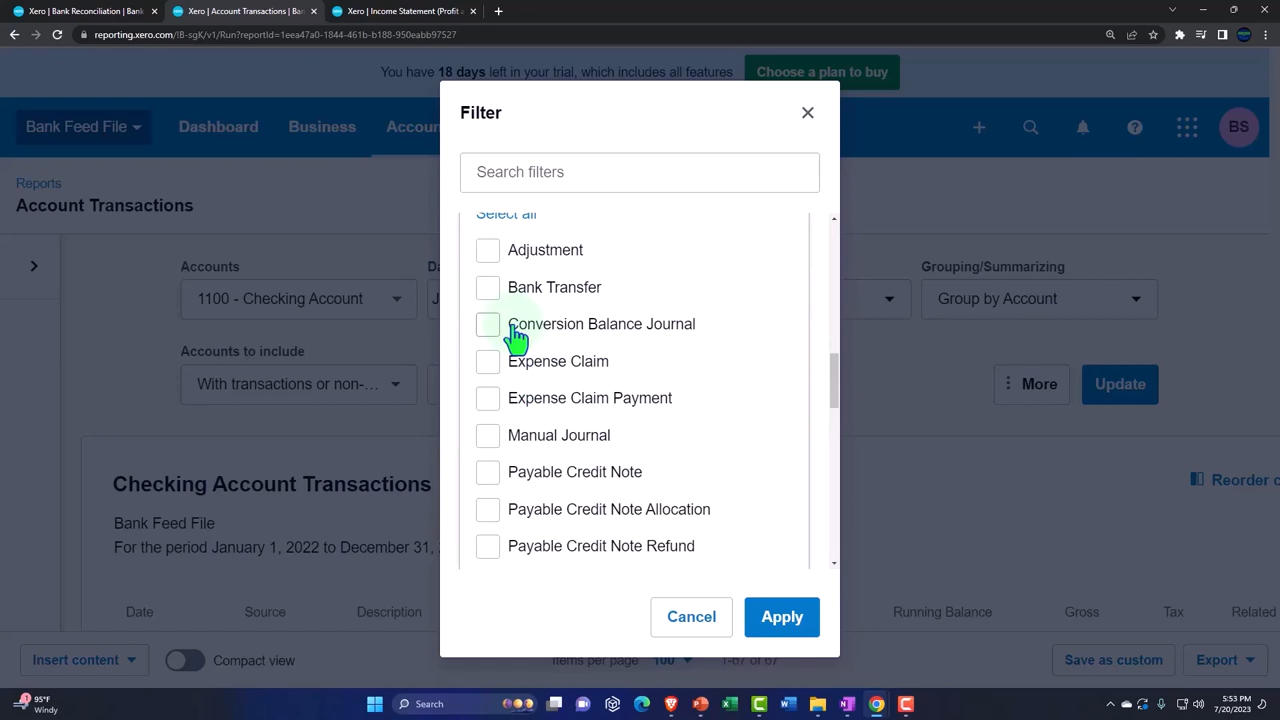 Xero | Bank Reconciliation | Bank
Xero | Account Transactions | Ban
Xero | Income Statement (Profit a
reporting.xero.com/!B-sgK/v1/Run?reportId=1eea47a0-1844-461b-b188-950eabb97527
You have 18 days left in your trial, which includes all features
Choose a plan to buy
Bank Feed File
Dashboard
Business
Accoun
BS
Reports
Account Transactions
Filter
Search filters
Select all
Adjustment
Bank Transfer
Conversion Balance Journal
Expense Claim
Expense Claim Payment
Manual Journal
Payable Credit Note
Payable Credit Note Allocation
Payable Credit Note Refund
Cancel
Apply
Accounts
1100 - Checking Account
Grouping/Summarizing
Group by Account
Accounts to include
With transactions or non-...
More
Update
Checking Account Transactions
Bank Feed File
For the period January 1, 2022 to December 31,
Reorder c
Date
Source
Description
Running Balance
Gross
Tax
Related
Insert content
Compact view
Items per page
100
1-67 of 67
Save as custom
Export
95°F
Windy
Search
5:53 PM
7/20/2023